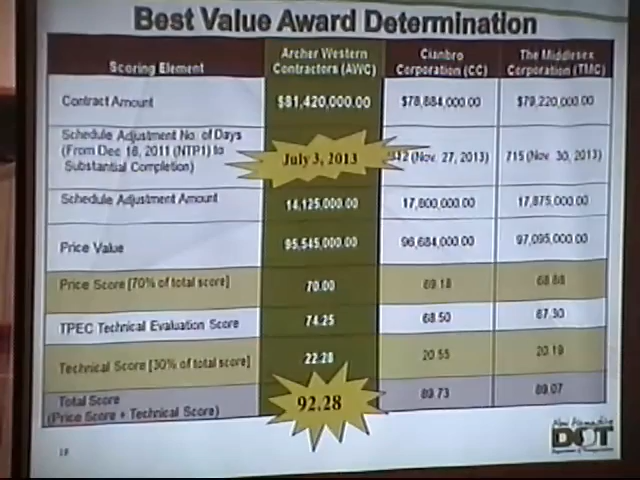 Best Value Award Determination
Scoring Element
Archer Western
Contractors (AWC)
Cianbro
Corporation (CC)
The Middlesex
Corporation (TMC)
Contract Amount
$81,420,000.00
$78,884,000.00
$79,220,000.00
Schedule Adjustment No. of Days
(From Dec 16, 2011 (NTP1) to
Substantial Completion)
July 3, 2013
(Nov. 27, 2013)
715 (Nov. 30, 2013)
Schedule Adjustment Amount
14,125,000.00
17,800,000.00
17,875,000.00
Price Value
95,545,000.00
96,684,000.00
97,095,000.00
Price Score [70% of total score]
70.00
69.18
68.88
TPEC Technical Evaluation Score
74.25
68.50
67.30
Technical Score [30% of total score]
22.28
20.55
20.19
Total Score
(Price Score + Technical Score)
92.28
89.73
89.07
18
New Hampshire
DOT
Department of Transportation